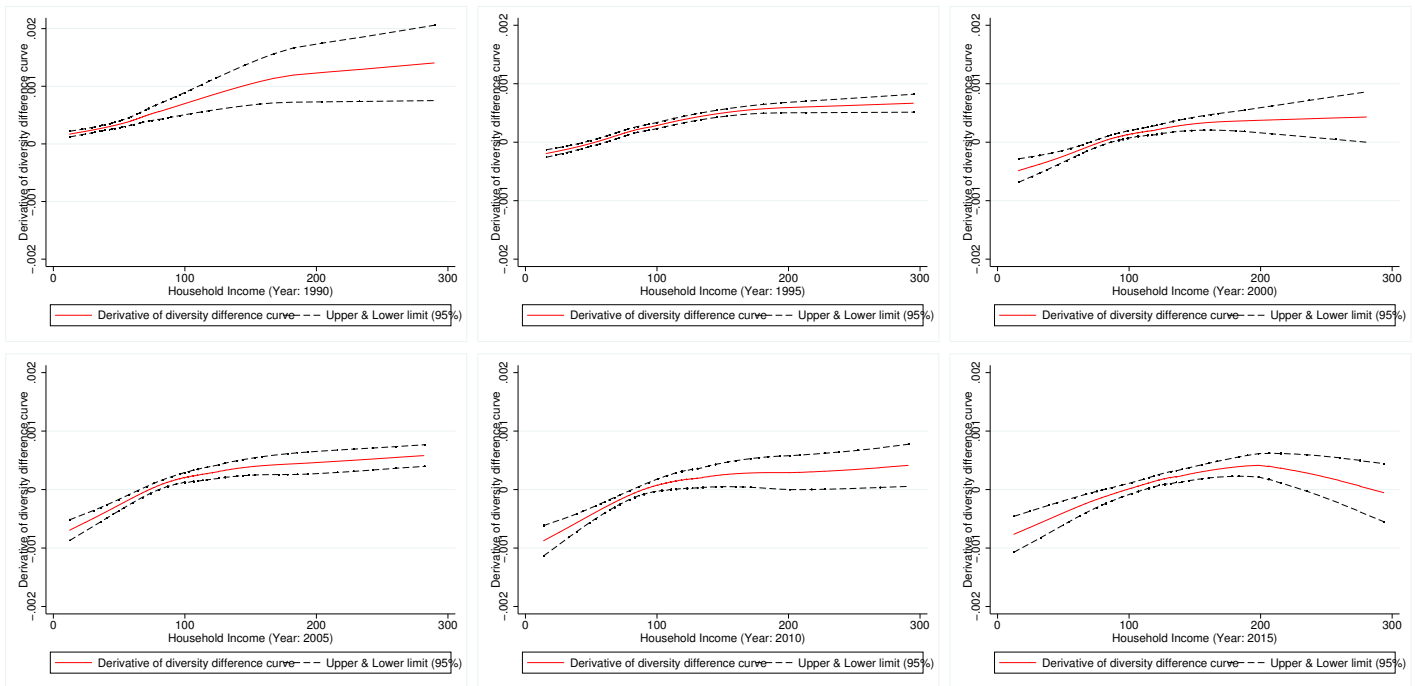 Derivative of diversity difference curve
.002
.001
0
−.001
−.002
0 100 200 300
Household Income (Year: 1990)
Derivative of diversity difference curve Upper & Lower limit (95%)
Derivative of diversity difference curve
.002
.001
0
−.001
−.002
0 100 200 300
Household Income (Year: 1995)
Derivative of diversity difference curve Upper & Lower limit (95%)
Derivative of diversity difference curve
.002
.001
0
−.001
−.002
0 100 200 300
Household Income (Year: 2000)
Derivative of diversity difference curve Upper & Lower limit (95%)
Derivative of diversity difference curve
.002
.001
0
−.001
−.002
0 100 200 300
Household Income (Year: 2005)
Derivative of diversity difference curve Upper & Lower limit (95%)
Derivative of diversity difference curve
.002
.001
0
−.001
−.002
0 100 200 300
Household Income (Year: 2010)
Derivative of diversity difference curve Upper & Lower limit (95%)
Derivative of diversity difference curve
.002
.001
0
−.001
−.002
0 100 200 300
Household Income (Year: 2015)
Derivative of diversity difference curve Upper & Lower limit (95%)